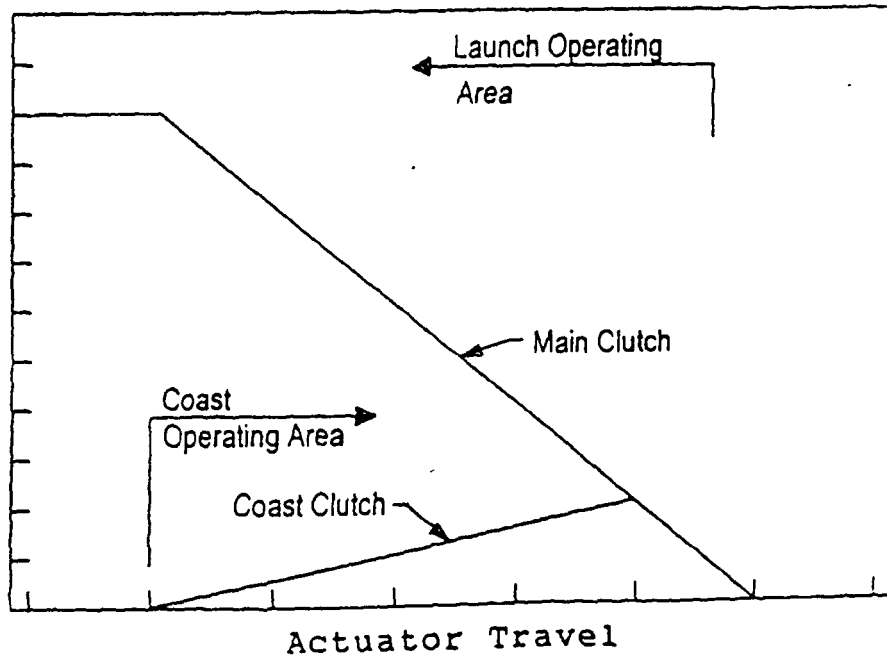 Launch Operating
Area
Main Clutch
Coast
Operating Area
Coast Clutch
Actuator Travel